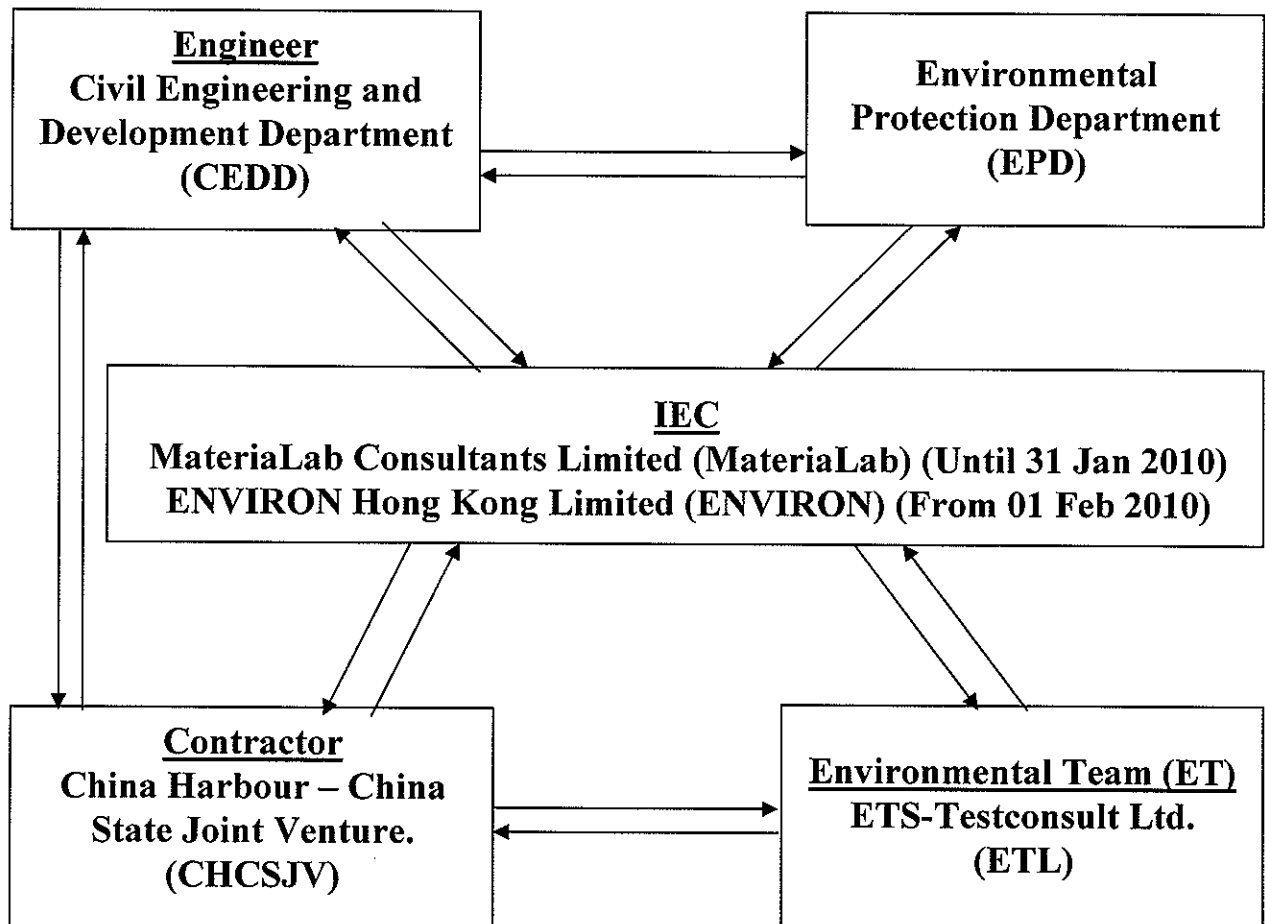 Engineer
Civil Engineering and
Development Department
(CEDD)
Environmental
Protection Department
(EPD)
IEC
MateriaLab Consultants Limited (MateriaLab) (Until 31 Jan 2010)
ENVIRON Hong Kong Limited (ENVIRON) (From 01 Feb 2010)
Contractor
China Harbour – China
State Joint Venture.
(CHCSJV)
Environmental Team (ET)
ETS-Testconsult Ltd.
(ETL)